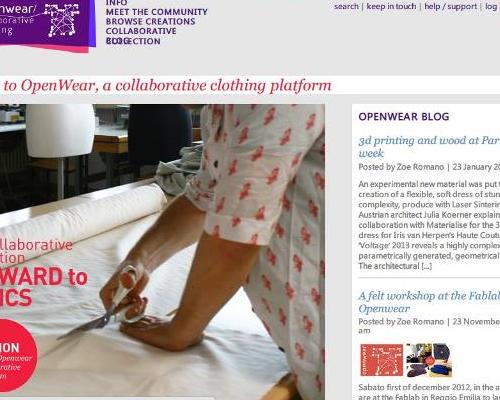 nwear/
borative
ng
INFO
MEET THE COMMUNITY
BROWSE CREATIONS
COLLABORATIVE
COLLECTION
BLOG
search | keep in touch | help / support | log
to OpenWear, a collaborative clothing platform
llaborative
tion
WARD to
ICS
ION
Openwear
orative
m
OPENWEAR BLOG
3d printing and wood at Par
week
Posted by Zoe Romano | 23 January 20
An experimental new material was put t
creation of a flexible, soft dress of stun
complexity, produce with Laser Sinterin
Austrian architect Julia Koerner explain
collaboration with Materialise for the 3
dress for Iris van Herpen's Haute Coutu
'Voltage' 2013 reveals a highly complex
parametrically generated, geometrical
The architectural [...]
A felt workshop at the Fablab
Openwear
Posted by Zoe Romano | 23 Novembe
am
openwear
Sabato first of december 2012, in the a
are at the Fablab in Reggio Emilia to la